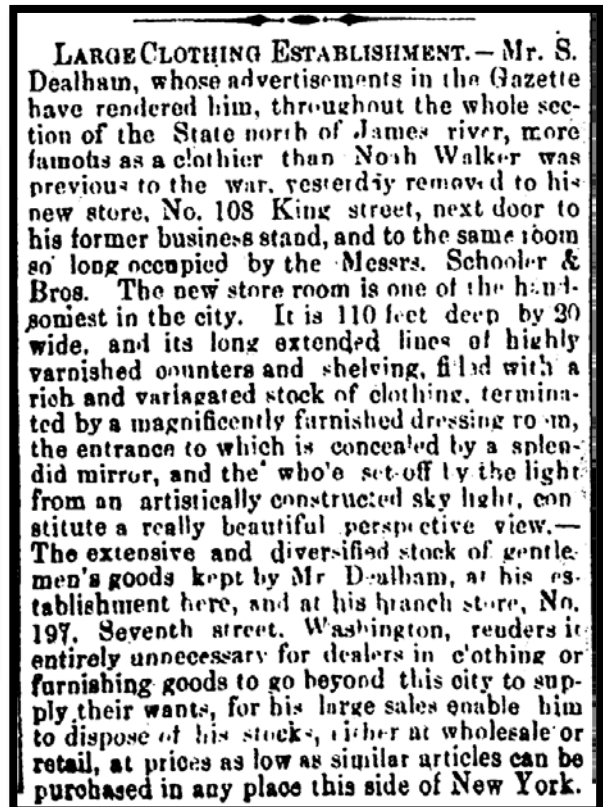 LARGE CLOTHING ESTABLISHMENT.— Mr. S.
Dealham, whose advertisements in the Gazette
have rendered him, throughout the whole sec-
tion of the State north of James river, more
famous as a clothier than Noah Walker was
previous to the war, yesterday removed to his
new store, No. 108 King street, next door to
his former business stand, and to the same room
so long occupied by the Messrs. Schooler &
Bros. The new store room is one of the hand-
somiest in the city. It is 110 feet deep by 20
wide, and its long extended lines of highly
varnished counters and shelving, filled with a
rich and variagated stock of clothing, termina-
ted by a magnificently furnished dressing room,
the entrance to which is concealed by a splen-
did mirror, and the whole set-off by the light
from an artistically constructed sky light, con
stitute a really beautiful perspective view.—
The extensive and diversified stock of gentle-
men's goods kept by Mr Dealham, at his es-
tablishment here, and at his branch store, No.
197, Seventh street, Washington, renders it
entirely unnecessary for dealers in clothing or
furnishing goods to go beyond this city to sup-
ply their wants, for his large sales enable him
to dispose of his stocks, either at wholesale or
retail, at prices as low as similar articles can be
purchased in any place this side of New York.